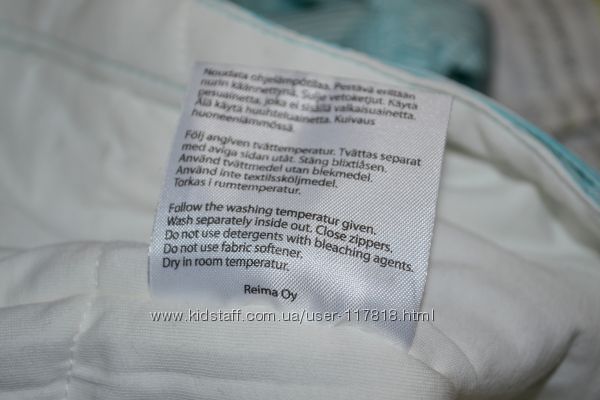 Noudata ohjelämpötilaa. Pestävä erillään
nurin käännettynä. Sulje vetoketjut. Käytä
pesuainetta, joka ei sisällä valkaisuainetta.
Älä käytä huuhteluainetta. Kuivaus
huoneenlämmössä.
Följ angiven tvättemperatur. Tvättas separat
med aviga sidan utåt. Stäng blixtlåsen.
Använd tvättmedel utan blekmedel.
Använd inte textilssköljmedel.
Torkas i rumtemperatur.
Follow the washing temperatur given.
Wash separately inside out. Close zippers.
Do not use detergents with bleaching agents.
Do not use fabric softener.
Dry in room temperatur.
Reima Oy
www.kidstaff.com.ua/user-117818.html